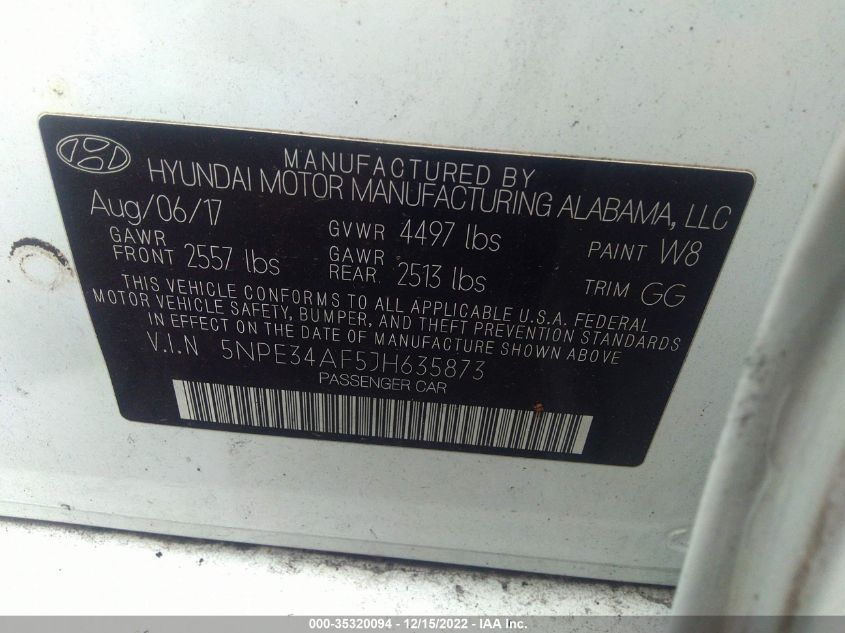 MANUFACTURED BY
HYUNDAI MOTOR MANUFACTURING ALABAMA, LLC
Aug/06/17
GVWR 4497 lbs
PAINT W8
GAWR FRONT 2557 lbs
GAWR REAR 2513 lbs
TRIM GG
THIS VEHICLE CONFORMS TO ALL APPLICABLE U.S.A. FEDERAL
MOTOR VEHICLE SAFETY, BUMPER, AND THEFT PREVENTION STANDARDS
IN EFFECT ON THE DATE OF MANUFACTURE SHOWN ABOVE
V.I.N 5NPE34AF5JH635873
PASSENGER CAR
000-35320094 - 12/15/2022 - IAA Inc.